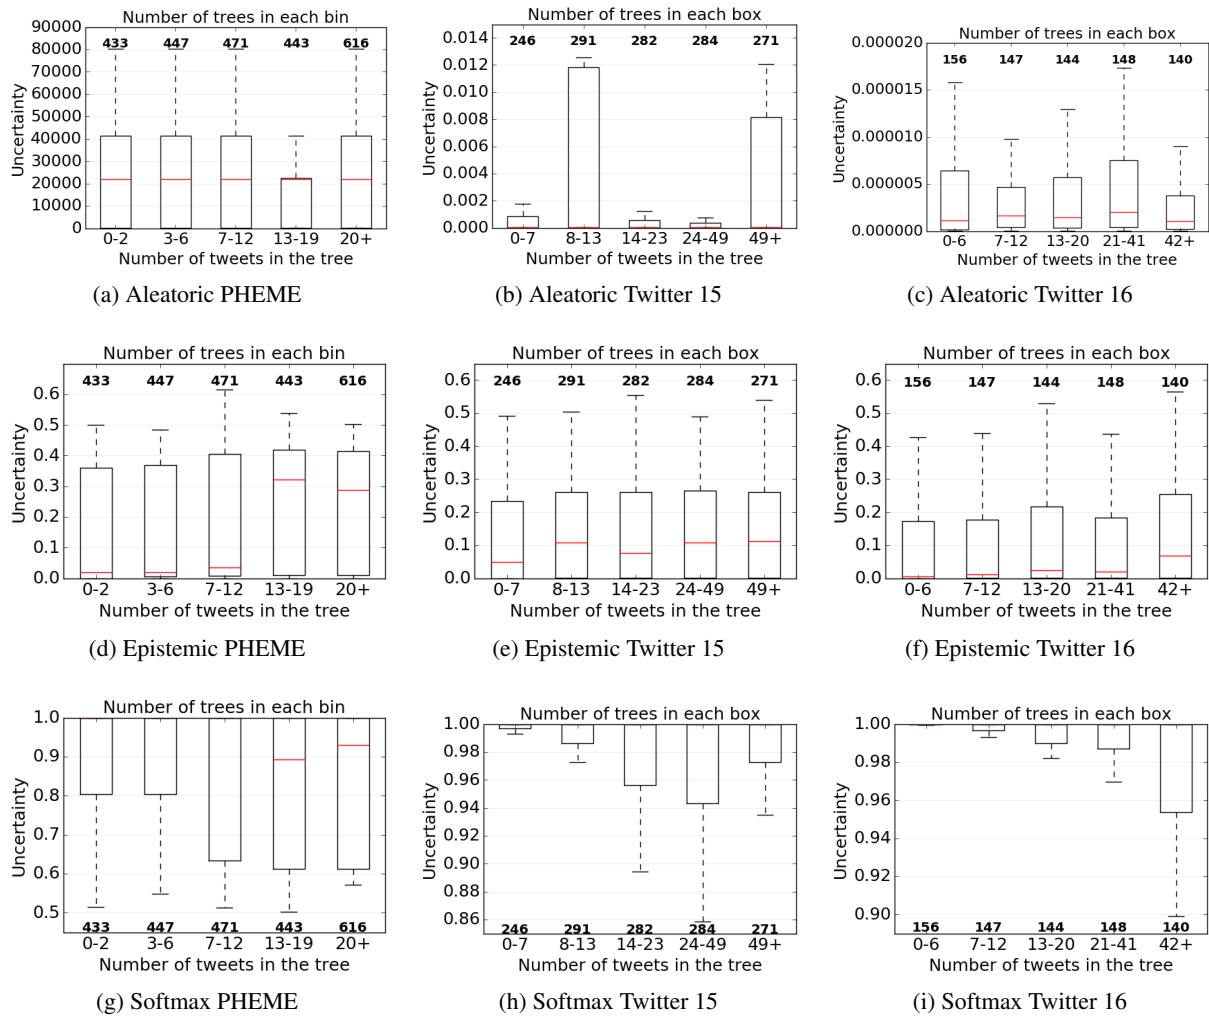 Number of trees in each bin
90000 80000 70000 60000 50000 40000 30000 20000 10000 0
Uncertainty
433 447 471 443 616
0-2 3-6 7-12 13-19 20+
Number of tweets in the tree
(a) Aleatoric PHEME
Number of trees in each box
0.014 0.012 0.010 0.008 0.006 0.004 0.002 0.000
Uncertainty
246 291 282 284 271
0-7 8-13 14-23 24-49 49+
Number of tweets in the tree
(b) Aleatoric Twitter 15
Number of trees in each box
0.000020 0.000015 0.000010 0.000005 0.000000
Uncertainty
156 147 144 148 140
0-6 7-12 13-20 21-41 42+
Number of tweets in the tree
(c) Aleatoric Twitter 16
Number of trees in each bin
0.6 0.5 0.4 0.3 0.2 0.1 0.0
Uncertainty
433 447 471 443 616
0-2 3-6 7-12 13-19 20+
Number of tweets in the tree
(d) Epistemic PHEME
Number of trees in each box
0.6 0.5 0.4 0.3 0.2 0.1 0.0
Uncertainty
246 291 282 284 271
0-7 8-13 14-23 24-49 49+
Number of tweets in the tree
(e) Epistemic Twitter 15
Number of trees in each box
0.6 0.5 0.4 0.3 0.2 0.1 0.0
Uncertainty
156 147 144 148 140
0-6 7-12 13-20 21-41 42+
Number of tweets in the tree
(f) Epistemic Twitter 16
Number of trees in each bin
1.0 0.9 0.8 0.7 0.6 0.5
Uncertainty
433 447 471 443 616
0-2 3-6 7-12 13-19 20+
Number of tweets in the tree
(g) Softmax PHEME
Number of trees in each box
1.00 0.98 0.96 0.94 0.92 0.90 0.88 0.86
Uncertainty
246 291 282 284 271
0-7 8-13 14-23 24-49 49+
Number of tweets in the tree
(h) Softmax Twitter 15
Number of trees in each box
1.00 0.98 0.96 0.94 0.92 0.90
Uncertainty
156 147 144 148 140
0-6 7-12 13-20 21-41 42+
Number of tweets in the tree
(i) Softmax Twitter 16